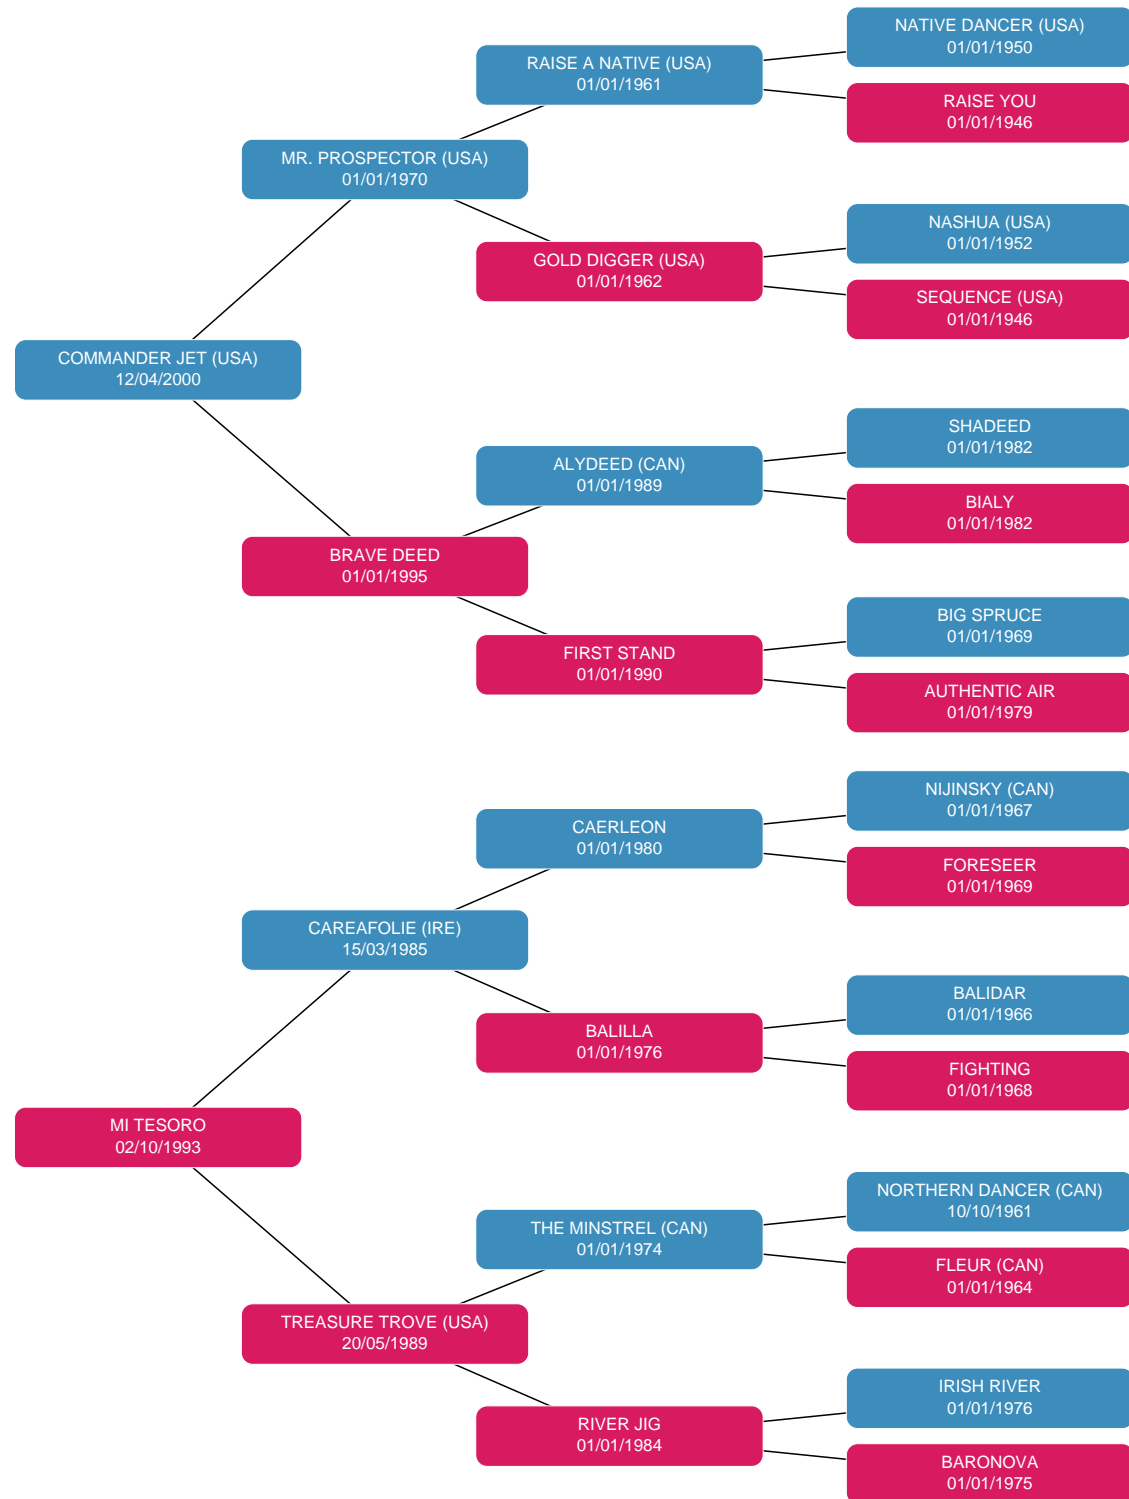 NATIVE DANCER (USA)
01/01/1950
RAISE A NATIVE (USA)
01/01/1961
RAISE YOU
01/01/1946
MR. PROSPECTOR (USA)
01/01/1970
NASHUA (USA)
01/01/1952
GOLD DIGGER (USA)
01/01/1962
SEQUENCE (USA)
01/01/1946
COMMANDER JET (USA)
12/04/2000
SHADEED
01/01/1982
ALYDEED (CAN)
01/01/1989
BIALY
01/01/1982
BRAVE DEED
01/01/1995
BIG SPRUCE
01/01/1969
FIRST STAND
01/01/1990
AUTHENTIC AIR
01/01/1979
NIJINSKY (CAN)
01/01/1967
CAERLEON
01/01/1980
FORESEER
01/01/1969
CAREAFOLIE (IRE)
15/03/1985
BALIDAR
01/01/1966
BALILLA
01/01/1976
FIGHTING
01/01/1968
MI TESORO
02/10/1993
NORTHERN DANCER (CAN)
10/10/1961
THE MINSTREL (CAN)
01/01/1974
FLEUR (CAN)
01/01/1964
TREASURE TROVE (USA)
20/05/1989
IRISH RIVER
01/01/1976
RIVER JIG
01/01/1984
BARONOVA
01/01/1975